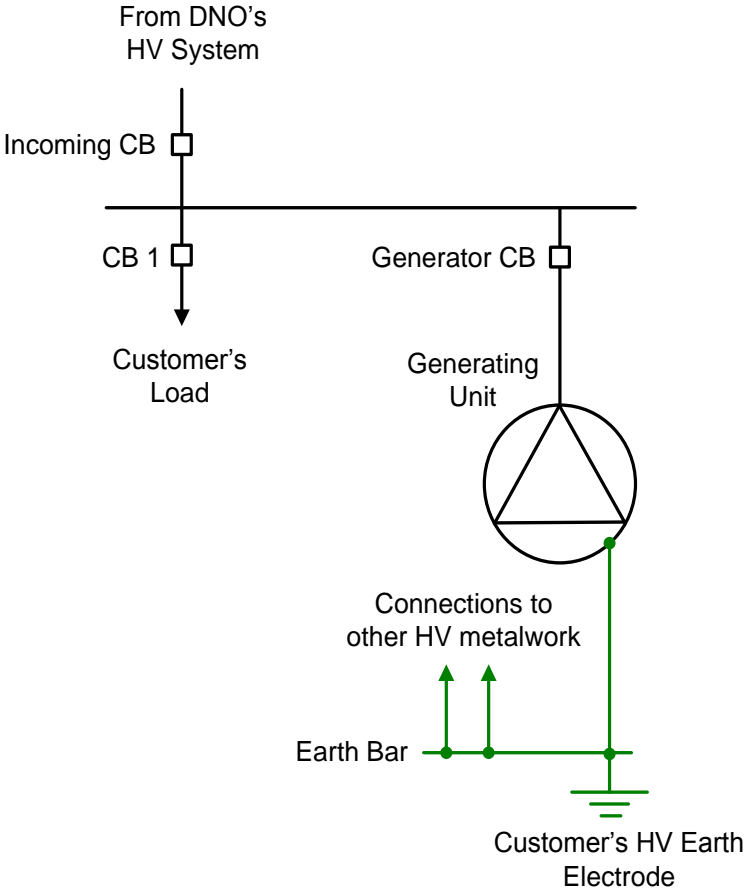 From DNO's
HV System
Incoming CB
CB 1
Generator CB
Customer's
Load
Generating
Unit
Connections to
other HV metalwork
Earth Bar
Customer's HV Earth
Electrode